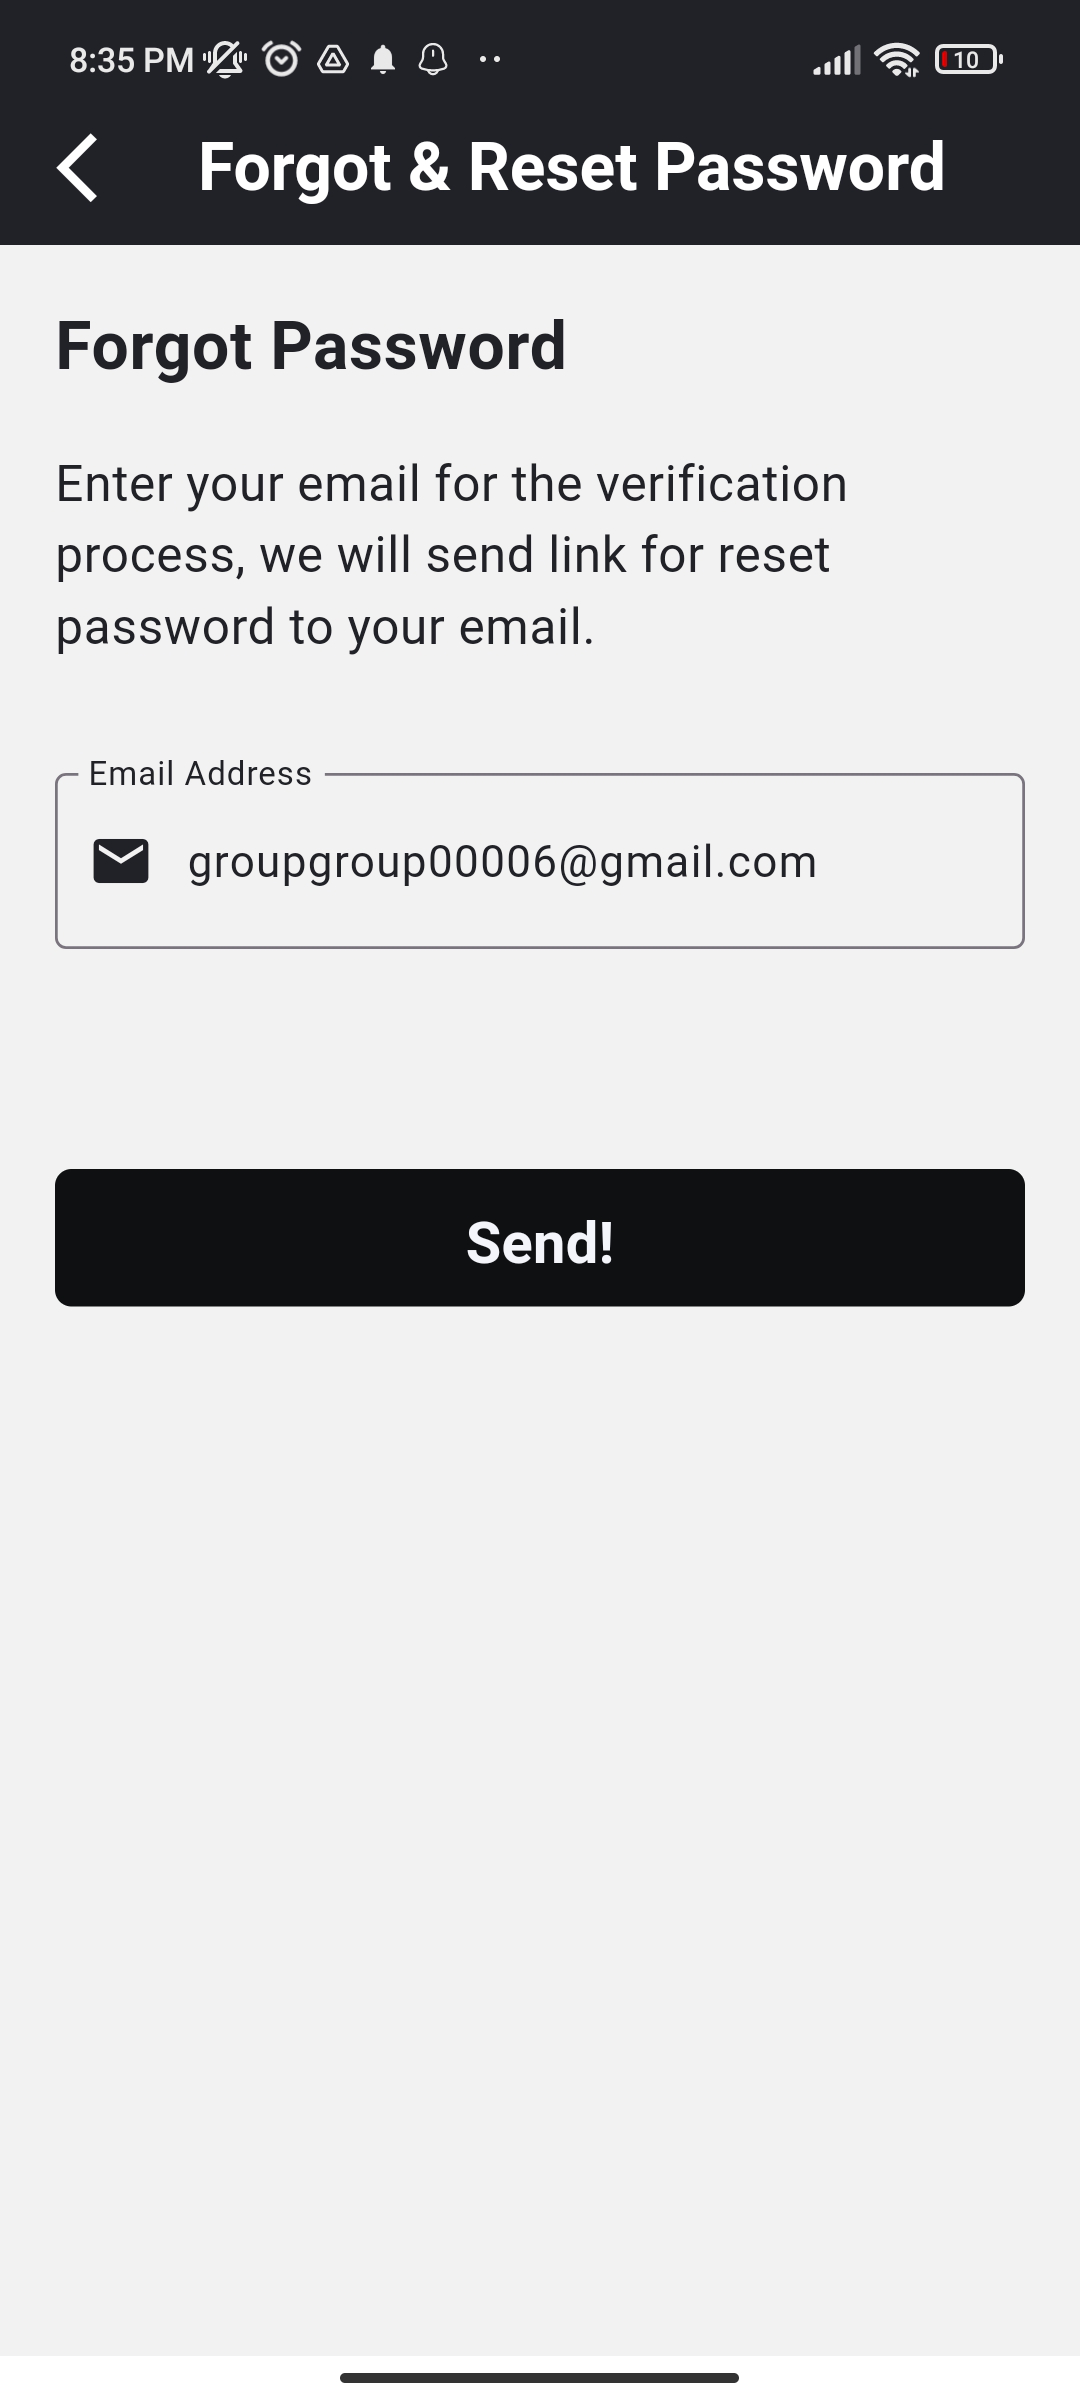 8:35 PM
10
Forgot & Reset Password
Forgot Password
Enter your email for the verification
process, we will send link for reset
password to your email.
Email Address
groupgroup00006@gmail.com
Send!